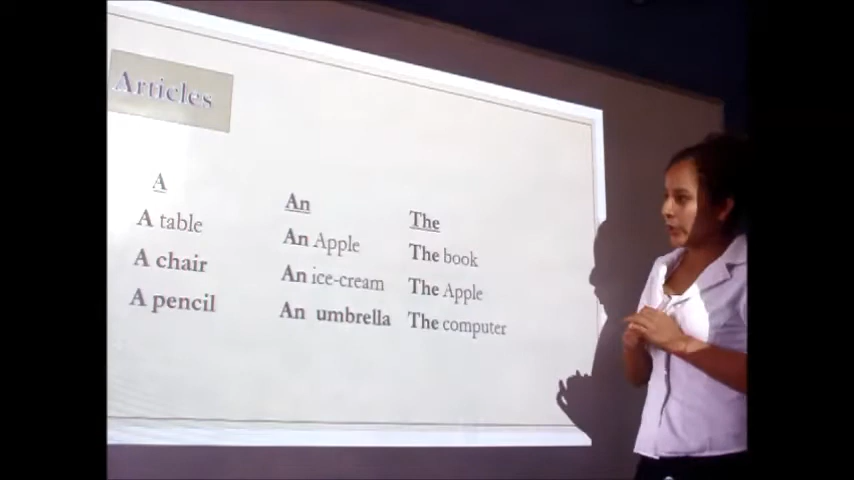 Articles
A
A table
A chair
A pencil
An
An Apple
An ice-cream
An umbrella
The
The book
The Apple
The computer